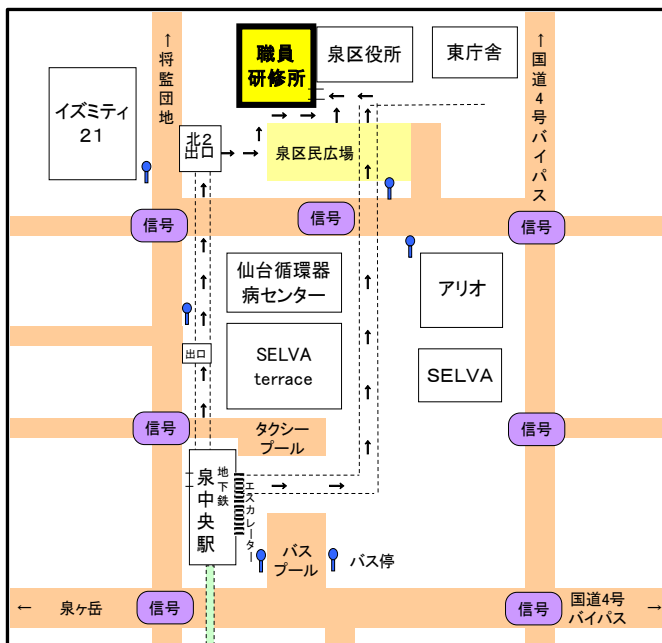 ↑将監団地
職員
研修所
泉区役所
東庁舎
↑国道4号バイパス
イズミティ
21
北2
出口
泉区民広場
信号
信号
信号
仙台循環器
病センター
アリオ
出口
SELVA
terrace
SELVA
信号
タクシー
プール
信号
地下鉄
泉中央駅
エスカレーター
バス
プール
バス停
← 泉ヶ岳
信号
信号
国道4号
バイパス →